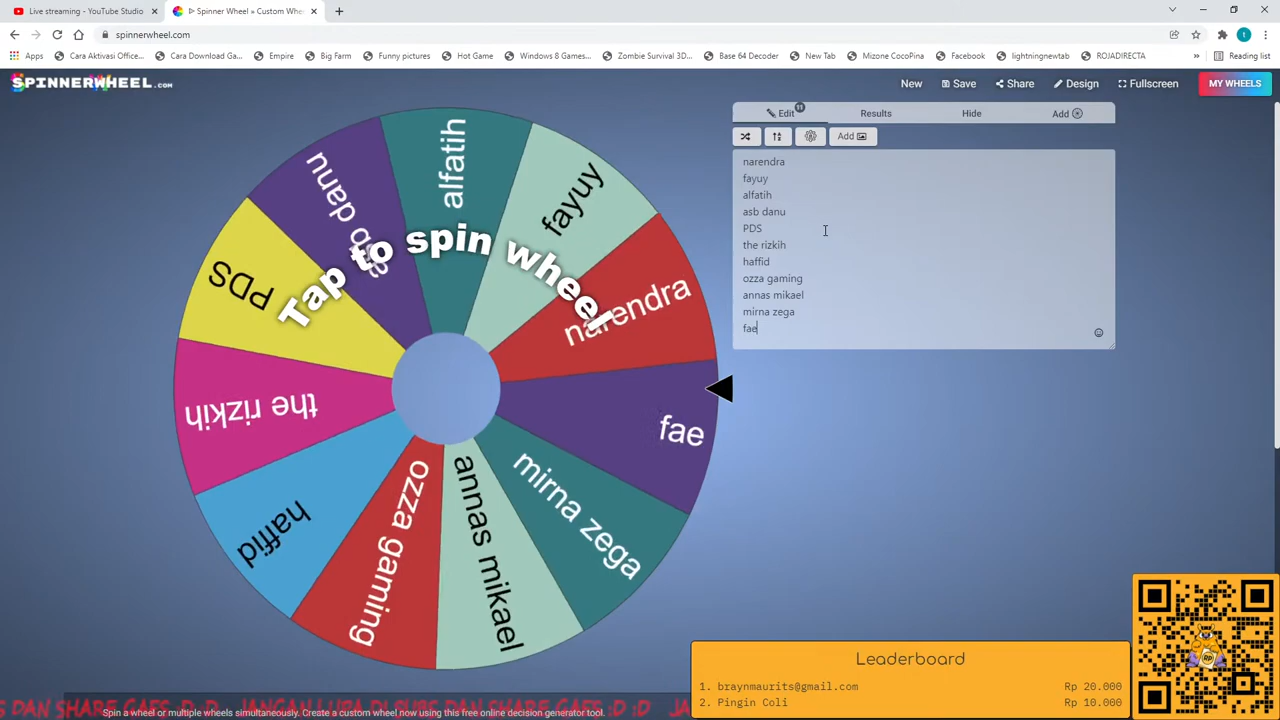 Live streaming - YouTube Studio
ᐅ Spinner Wheel » Custom Whe
spinnerwheel.com
Apps
Cara Aktivasi Office...
Cara Download Ga...
Empire
Big Farm
Funny pictures
Hot Game
Windows 8 Games...
Zombie Survival 3D...
Base 64 Decoder
New Tab
Mizone CocoPina
Facebook
lightningnewtab
ROJADIRECTA
»
Reading list
SPINNERWHEEL.COM
New
Save
Share
Design
Fullscreen
MY WHEELS
Edit
11
Results
Hide
Add
Add
narendra
fayuy
alfatih
asb danu
PDS
the rizkih
haffid
ozza gaming
annas mikael
mirna zega
fae
Tap to spin wheel
alfatih
fayuy
narendra
fae
mirna zega
annas mikael
ozza gaming
haffid
the rizkih
PDS
asb danu
Leaderboard
1. braynmaurits@gmail.com Rp 20.000
2. Pingin Coli Rp 10.000
RP
DAN SHARE
Spin a wheel or multiple wheels simultaneously. Create a custom wheel now using this free online decision generator tool.